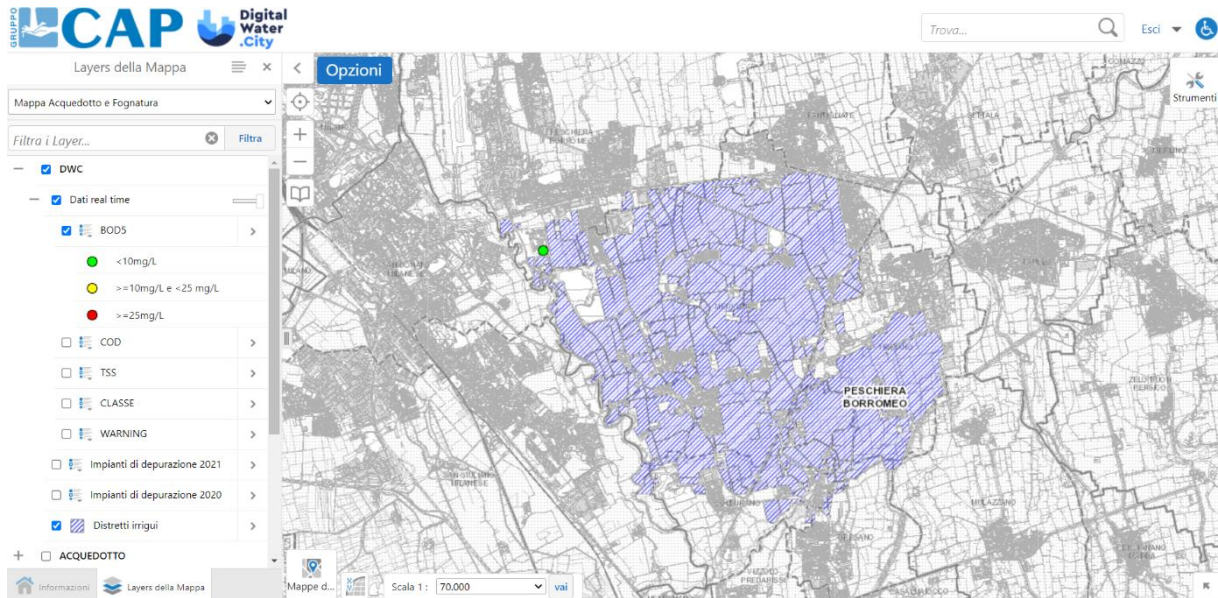 GRUPPO
CAP
Digital
Water
.City
Trova...
Esci
Layers della Mappa
Opzioni
Strumenti
Mappa Acquedotto e Fognatura
Filtra i Layer...
Filtra
DWC
Dati real time
BOD5
<10mg/L
>=10mg/L e <25 mg/L
>=25mg/L
COD
TSS
CLASSE
WARNING
Impianti di depurazione 2021
Impianti di depurazione 2020
Distretti irrigui
ACQUEDOTTO
Informazioni
Layers della Mappa
PESCHIERA
BORROMEO
MULAZZANO
Mappe d...
Scala 1 :
70.000
vai